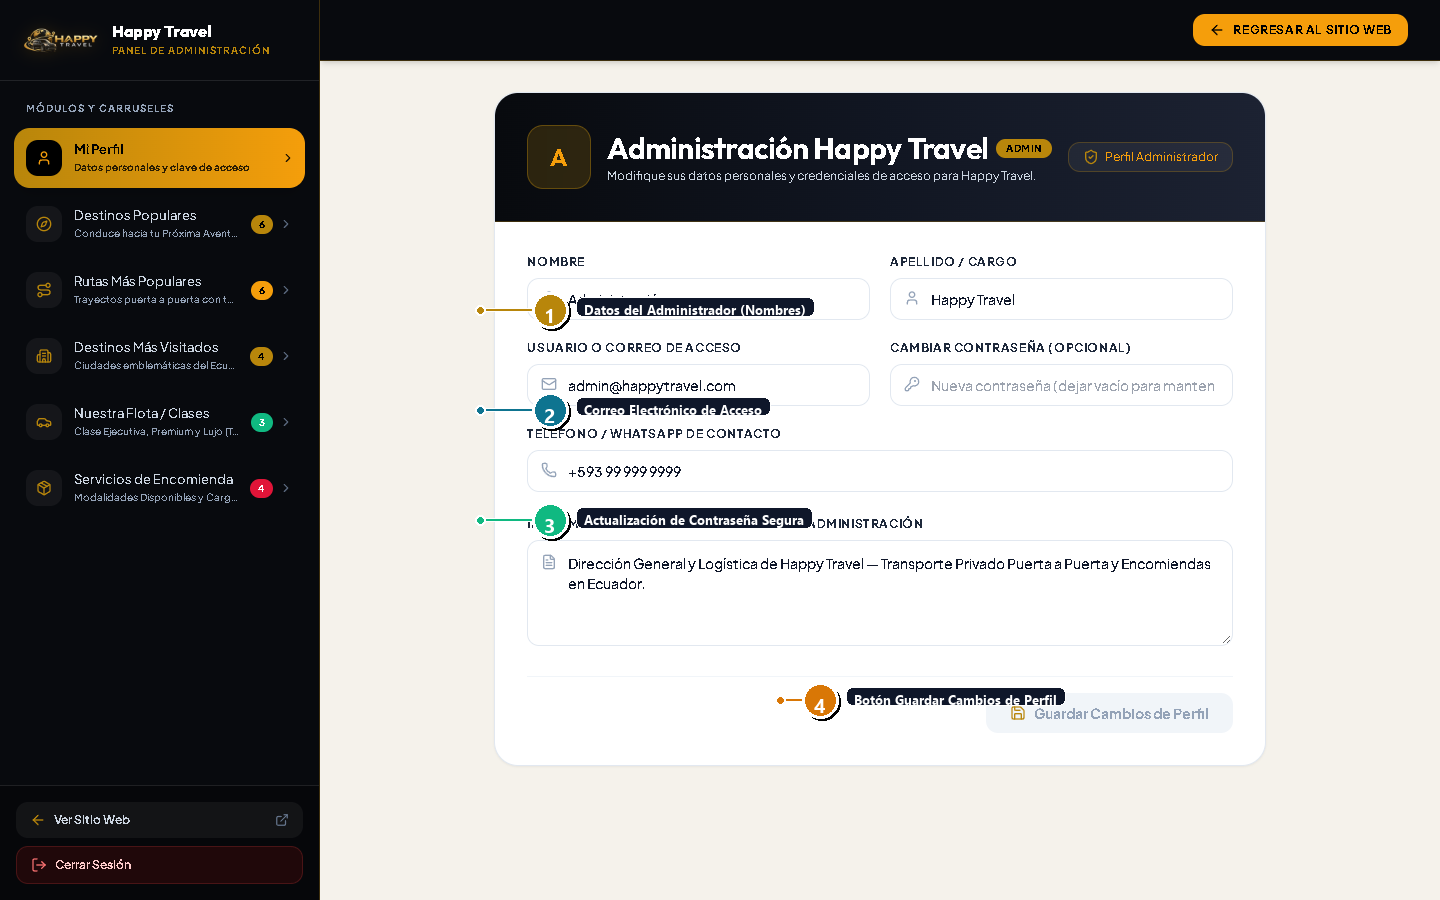 HAPPY
TRAVEL
Happy Travel
PANEL DE ADMINISTRACIÓN
REGRESAR AL SITIO WEB
MÓDULOS Y CARRUSELES
Mi Perfil
Datos personales y clave de acceso
Destinos Populares
Conduce hacia tu Próxima Avent...
6
Rutas Más Populares
Trayectos puerta a puerta con t...
6
Destinos Más Visitados
Ciudades emblemáticas del Ecu...
4
Nuestra Flota / Clases
Clase Ejecutiva, Premium y Lujo (T...
3
Servicios de Encomienda
Modalidades Disponibles y Carg...
4
Ver Sitio Web
Cerrar Sesión
A
Administración Happy Travel
ADMIN
Modifique sus datos personales y credenciales de acceso para Happy Travel.
Perfil Administrador
NOMBRE
APELLIDO / CARGO
Happy Travel
1
Datos del Administrador (Nombres)
USUARIO O CORREO DE ACCESO
CAMBIAR CONTRASEÑA (OPCIONAL)
admin@happytravel.com
Nueva contraseña (dejar vacío para manten
2
Correo Electrónico de Acceso
TELÉFONO / WHATSAPP DE CONTACTO
+593 99 999 9999
3
Actualización de Contraseña Segura
ADMINISTRACIÓN
Dirección General y Logística de Happy Travel — Transporte Privado Puerta a Puerta y Encomiendas
en Ecuador.
4
Botón Guardar Cambios de Perfil
Guardar Cambios de Perfil